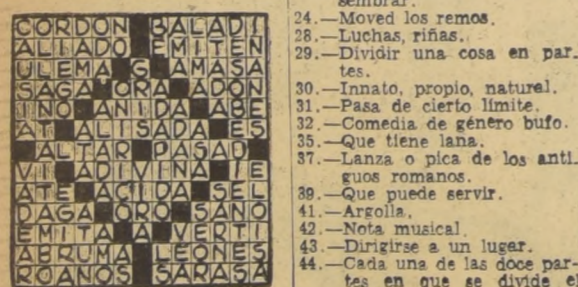 CORDON BALADI
ALIADO EMITEN
ULEMA G AMASA
SAGA ORA ADON
INO ANIDA ABE
AT ALISADA ES
ALTAR PASAD
VI ADIVINA IE
ATE ACIDA SEL
DAGA ORO SANO
EMITA A VERTI
ABRUMA LEONES
ROANOS SARASA
sembrar.
24.—Moved los remos.
28.—Luchas, riñas.
29.—Dividir una cosa en par-
tes.
30.—Innato, propio, natural.
31.—Pasa de cierto límite.
32.—Comedia de género bufo.
35.—Que tiene lana.
37.—Lanza o pica de los anti-
guos romanos.
39.—Que puede servir.
41.—Argolla.
42.—Nota musical.
43.—Dirigirse a un lugar.
44.—Cada una de las doce par-
tes en que se divide el